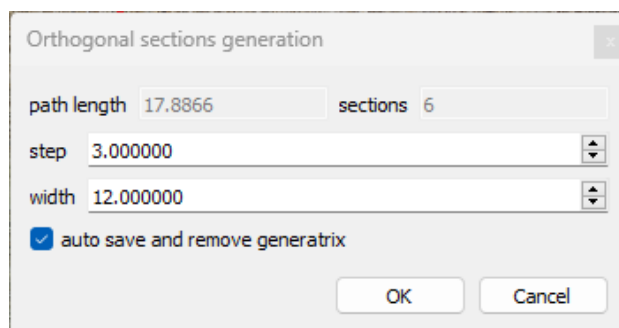 Orthogonal sections generation x
path length 17.8866 sections 6
step 3.000000
width 12.000000
auto save and remove generatrix
OK Cancel